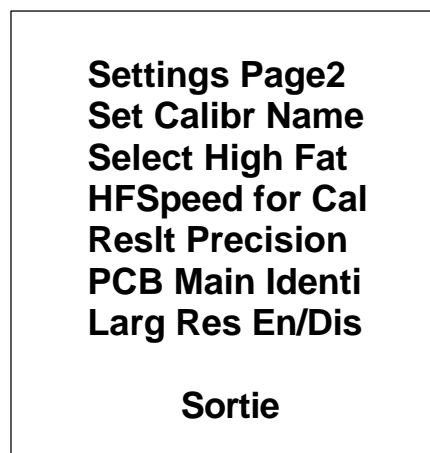 Settings Page2
Set Calibr Name
Select High Fat
HFSpeed for Cal
Reslt Precision
PCB Main Identi
Larg Res En/Dis
Sortie